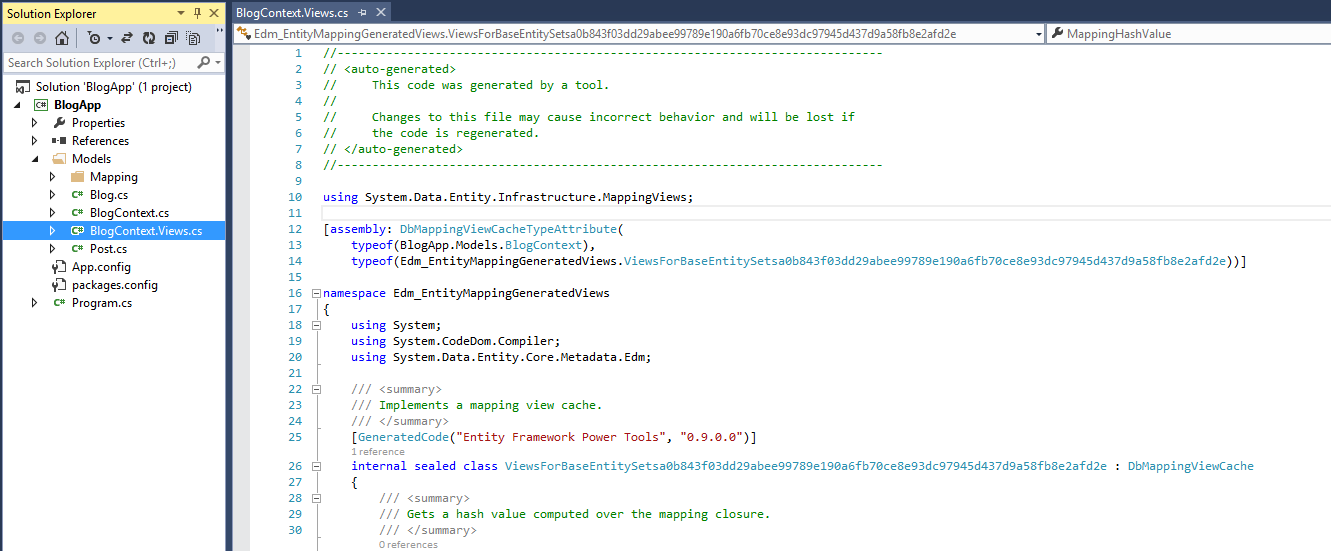 Solution Explorer
Search Solution Explorer (Ctrl+;)
Solution 'BlogApp' (1 project)
C# BlogApp
Properties
References
Models
Mapping
C# Blog.cs
C# BlogContext.cs
C# BlogContext.Views.cs
C# Post.cs
App.config
packages.config
C# Program.cs
BlogContext.Views.cs
Edm_EntityMappingGeneratedViews.ViewsForBaseEntitySetsa0b843f03dd29abee99789e190a6fb70ce8e93dc97945d437d9a58fb8e2afd2e
MappingHashValue
1 //------------------------------------------------------------------------------
2 // <auto-generated>
3 //     This code was generated by a tool.
4 //
5 //     Changes to this file may cause incorrect behavior and will be lost if
6 //     the code is regenerated.
7 // </auto-generated>
8 //------------------------------------------------------------------------------
9
10 using System.Data.Entity.Infrastructure.MappingViews;
11
12 [assembly: DbMappingViewCacheTypeAttribute(
13     typeof(BlogApp.Models.BlogContext),
14     typeof(Edm_EntityMappingGeneratedViews.ViewsForBaseEntitySetsa0b843f03dd29abee99789e190a6fb70ce8e93dc97945d437d9a58fb8e2afd2e))]
15
16 namespace Edm_EntityMappingGeneratedViews
17 {
18     using System;
19     using System.CodeDom.Compiler;
20     using System.Data.Entity.Core.Metadata.Edm;
21
22     /// <summary>
23     /// Implements a mapping view cache.
24     /// </summary>
25     [GeneratedCode("Entity Framework Power Tools", "0.9.0.0")]
1 reference
26     internal sealed class ViewsForBaseEntitySetsa0b843f03dd29abee99789e190a6fb70ce8e93dc97945d437d9a58fb8e2afd2e : DbMappingViewCache
27     {
28         /// <summary>
29         /// Gets a hash value computed over the mapping closure.
30         /// </summary>
0 references